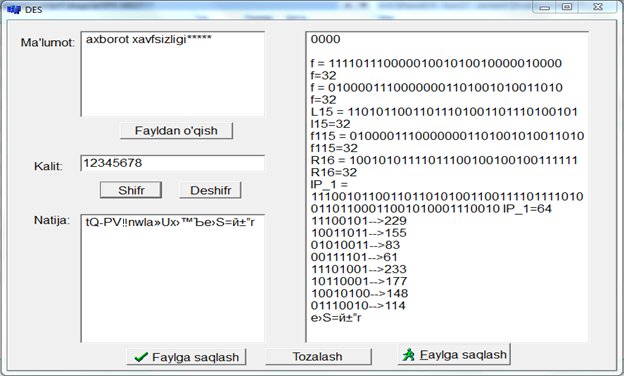 DES
Ma'lumot:
axborot xavfsizligi*****
Fayldan o'qish
Kalit:
12345678
Shifr
Deshifr
Natija:
tQ-PV!!nwla»Ux›™Ъe›S=й±”r
0000
f = 11110111000001001010010000010000
f=32
f = 01000011100000001101001010011010
f=32
L15 = 11010110011011101001101110100101
l15=32
f115 = 01000011100000001101001010011010
f115=32
R16 = 10010101111011100100100100111111
R16=32
IP_1 =
11100101100110110101001100111101111010
01101100011001010001110010 IP_1=64
11100101-->229
10011011-->155
01010011-->83
00111101-->61
11101001-->233
10110001-->177
10010100-->148
01110010-->114
e›S=й±”r
Faylga saqlash
Tozalash
Faylga saqlash